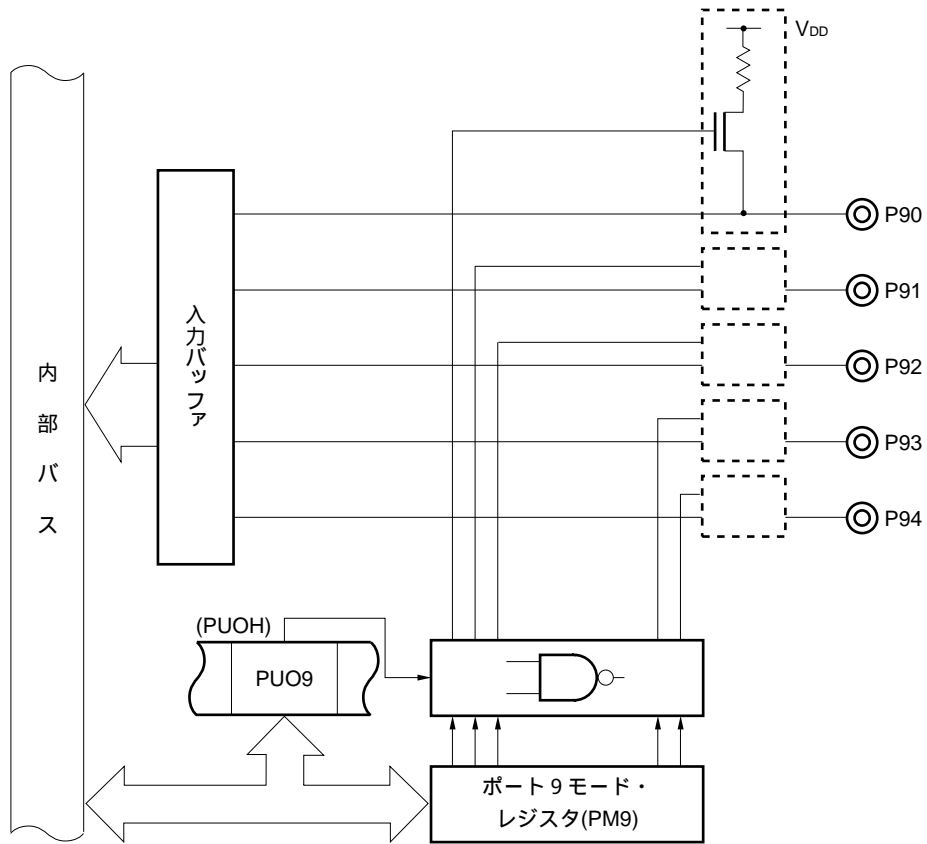 VDD
P90
P91
P92
P93
P94
入力バッファ
内部バス
(PUOH)
PUO9
ポート9モード・
レジスタ(PM9)